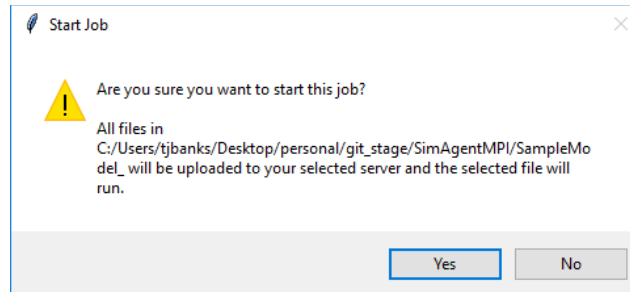 Start Job
Are you sure you want to start this job?
All files in
C:/Users/tjbanks/Desktop/personal/git_stage/SimAgentMPI/SampleMo
del_ will be uploaded to your selected server and the selected file will
run.
Yes
No